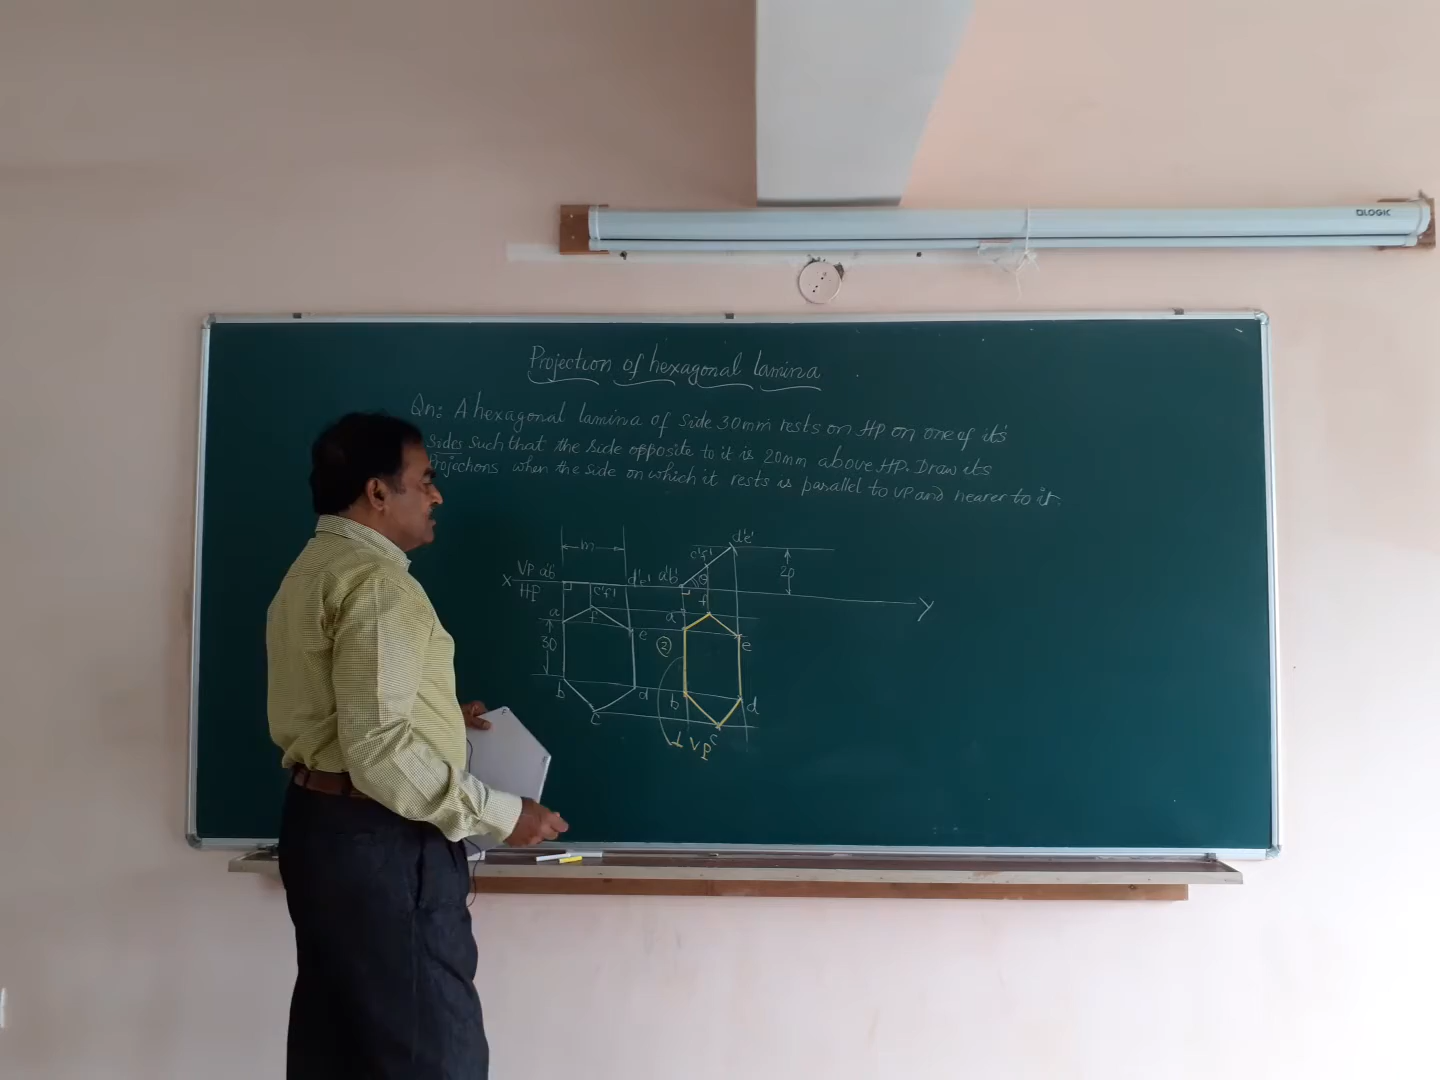 DLOGIC
Projection of hexagonal lamina
Qn: A hexagonal lamina of side 30mm rests on HP on one of its
sides such that the side opposite to it is 20mm above HP. Draw its
Projections when the side on which it rests is parallel to VP and nearer to it.
d'e'
c'f'
m
20
X VP a'b' d'e' a'b' θ
HP c'f' Y
a f a f
30 e 2 e
b d b d
c c
⊥ VP